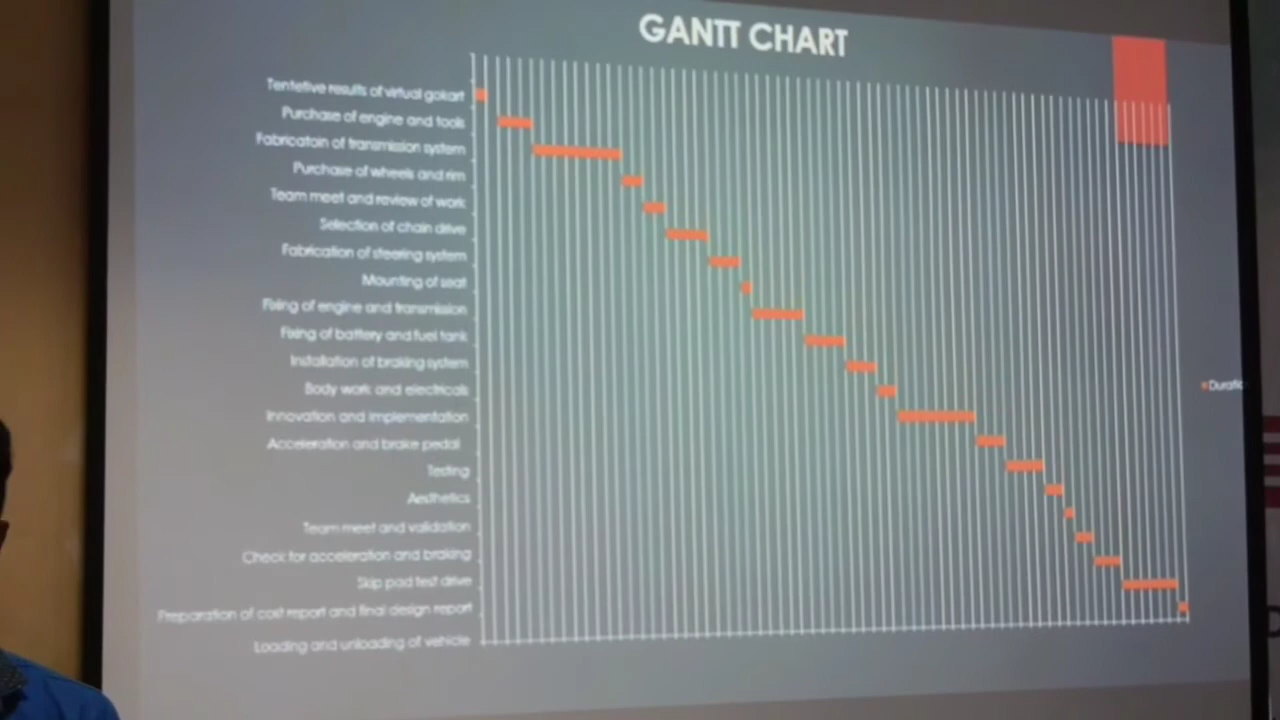 GANTT CHART
Tentetive results of virtual gokart
Purchase of engine and tools
Fabricatoin of transmission system
Purchase of wheels and rim
Team meet and review of work
Selection of chain drive
Fabrication of steering system
Mounting of seat
Fixing of engine and transmission
Fixing of battery and fuel tank
Installation of braking system
Body work and electricals
Innovation and implementation
Acceleration and brake pedal
Testing
Aesthetics
Team meet and validation
Check for acceleration and braking
Skip pad test drive
Preparation of cost report and final design report
Loading and unloading of vehicle